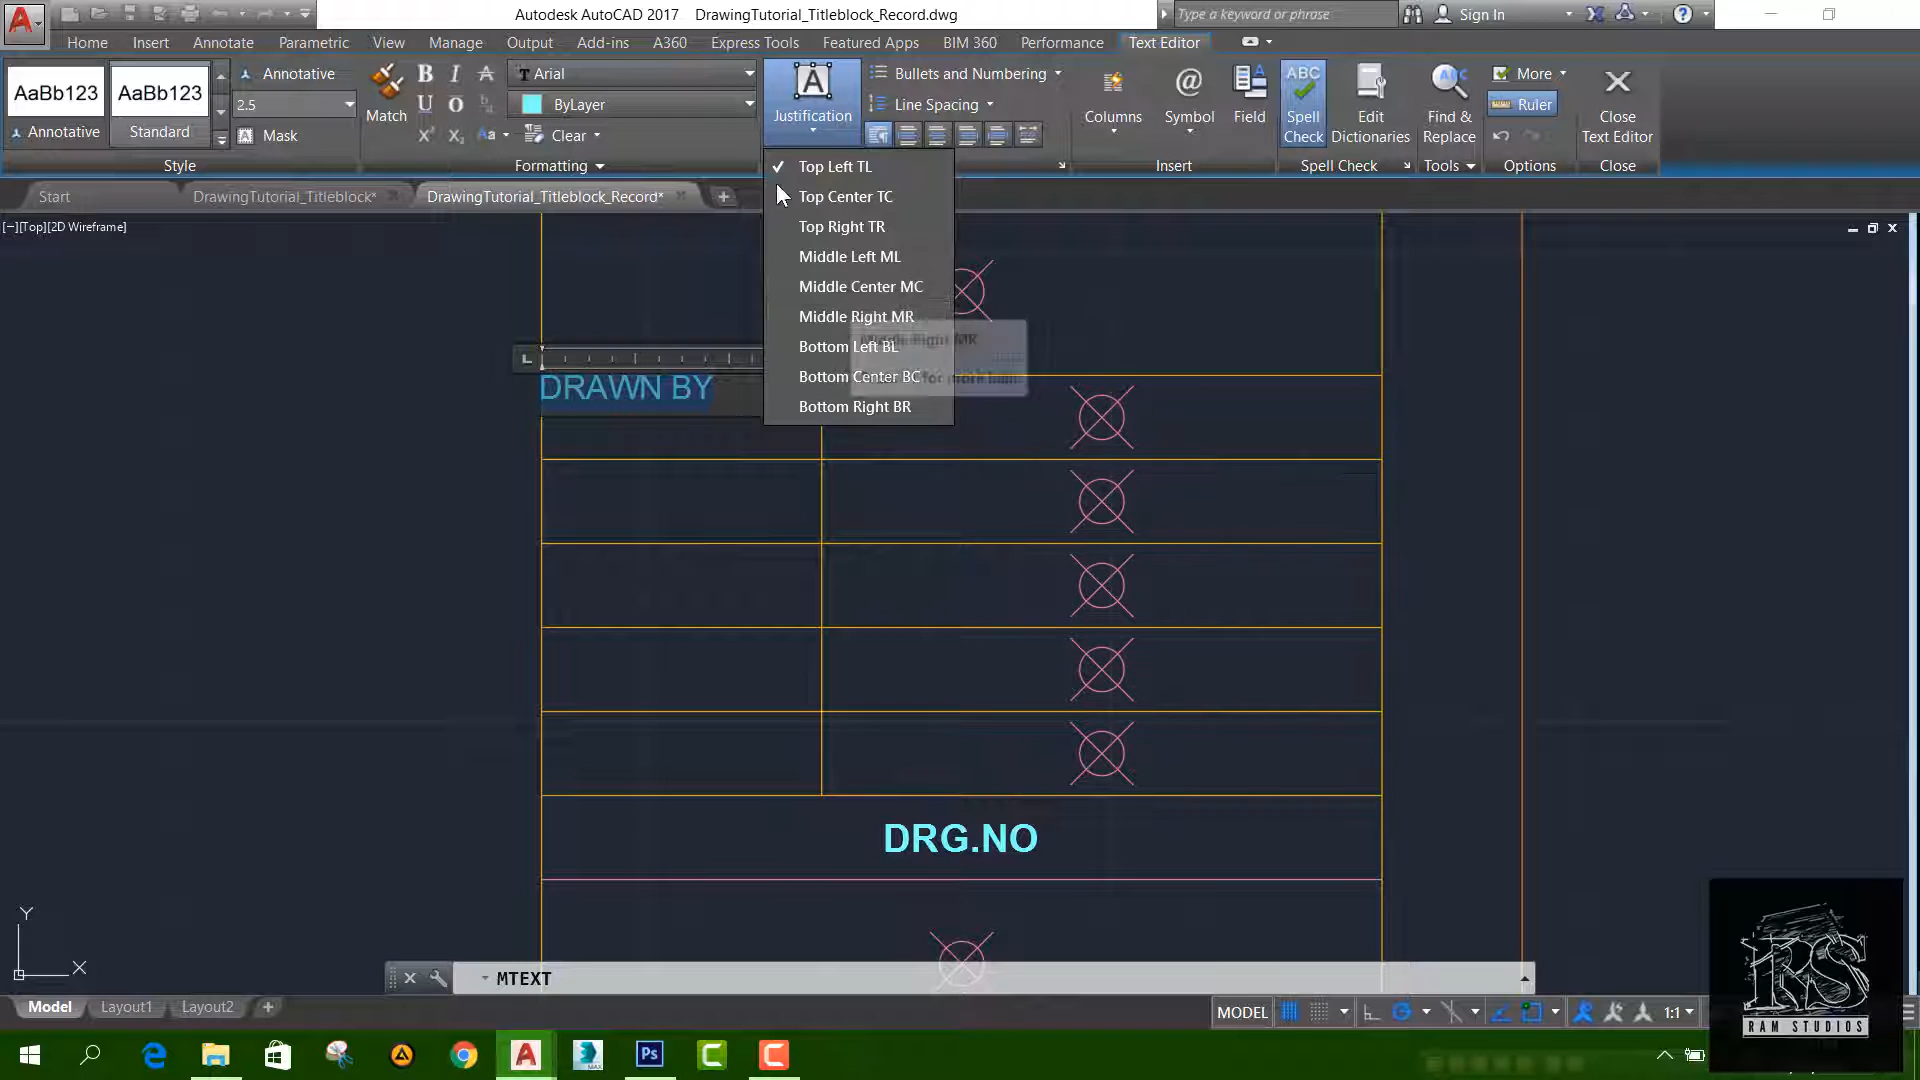 Autodesk AutoCAD 2017 DrawingTutorial_Titleblock_Record.dwg
Type a keyword or phrase
Sign In
Home Insert Annotate Parametric View Manage Output Add-ins A360 Express Tools Featured Apps BIM 360 Performance Text Editor
AaBb123 AaBb123
Annotative Standard
Style
Annotative
2.5
Mask
Match
Arial
ByLayer
Clear
Formatting
Justification
Bullets and Numbering
Line Spacing
Columns Symbol Field
Insert
ABC Spell Check
Edit Dictionaries
Spell Check
Find & Replace
Tools
More
Ruler
Options
Close Text Editor
Close
Top Left TL
Top Center TC
Top Right TR
Middle Left ML
Middle Center MC
Middle Right MR
Bottom Left BL
Bottom Center BC
Bottom Right BR
Start DrawingTutorial_Titleblock* DrawingTutorial_Titleblock_Record*
[−][Top][2D Wireframe]
DRAWN BY
DRG.NO
Y
X
MTEXT
Model Layout1 Layout2
MODEL
1:1
RS
RAM STUDIOS